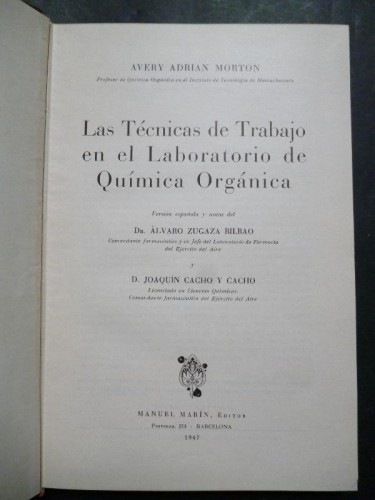 AVERY ADRIAN MORTON
Profesor de Química Orgánica en el Instituto de Tecnología de Massachussetts
Las Técnicas de Trabajo
en el Laboratorio de
Química Orgánica
Versión española y notas del
Dr. ÁLVARO ZUGAZA BILBAO
Comandante farmacéutico y ex Jefe del Laboratorio de Farmacia
del Ejército del Aire
y
D. JOAQUÍN CACHO Y CACHO
Licenciado en Ciencias Químicas.
Comandante farmacéutico del Ejército del Aire
MANUEL MARÍN, Editor
BARCELONA
1947